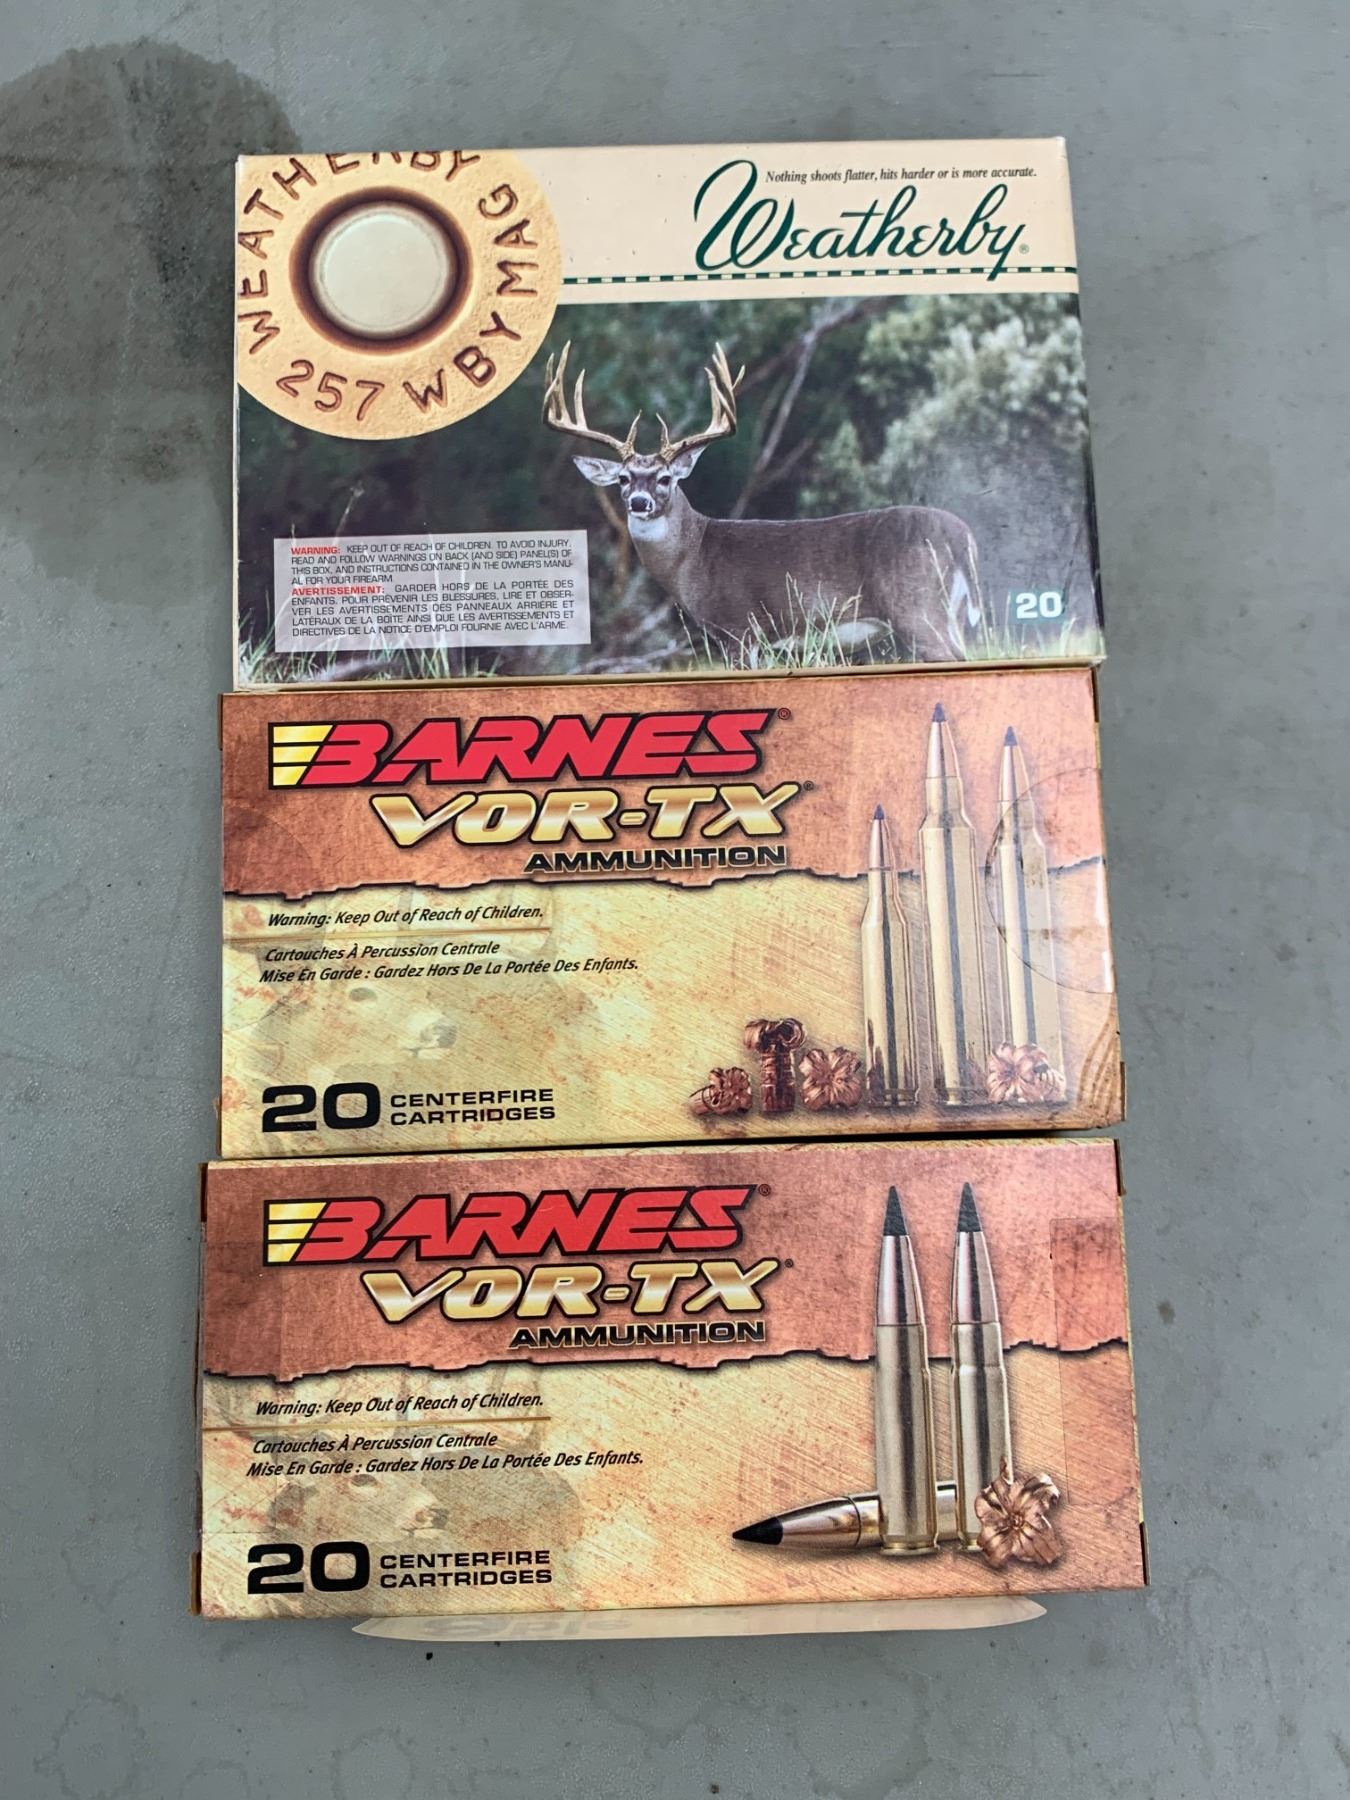 WEATHERBY MAG
257 WBY
Nothing shoots flatter, hits harder or is more accurate.
Weatherby®
WARNING: KEEP OUT OF REACH OF CHILDREN. TO AVOID INJURY,
READ AND FOLLOW WARNINGS ON BACK (AND SIDE) PANEL(S) OF
THIS BOX, AND INSTRUCTIONS CONTAINED IN THE OWNER'S MANU-
AL FOR YOUR FIREARM
AVERTISSEMENT: GARDER HORS DE LA PORTÉE DES
ENFANTS. POUR PRÉVENIR LES BLESSURES, LIRE ET OBSER-
VER LES AVERTISSEMENTS DES PANNEAUX ARRIÈRE ET
LATÉRAUX DE LA BOÎTE AINSI QUE LES AVERTISSEMENTS ET
DIRECTIVES DE LA NOTICE D'EMPLOI FOURNIE AVEC L'ARME.
20
BARNES®
VOR-TX®
AMMUNITION
Warning: Keep Out of Reach of Children.
Cartouches À Percussion Centrale
Mise En Garde : Gardez Hors De La Portée Des Enfants.
20 CENTERFIRE
CARTRIDGES
BARNES®
VOR-TX®
AMMUNITION
Warning: Keep Out of Reach of Children.
Cartouches À Percussion Centrale
Mise En Garde : Gardez Hors De La Portée Des Enfants.
20 CENTERFIRE
CARTRIDGES